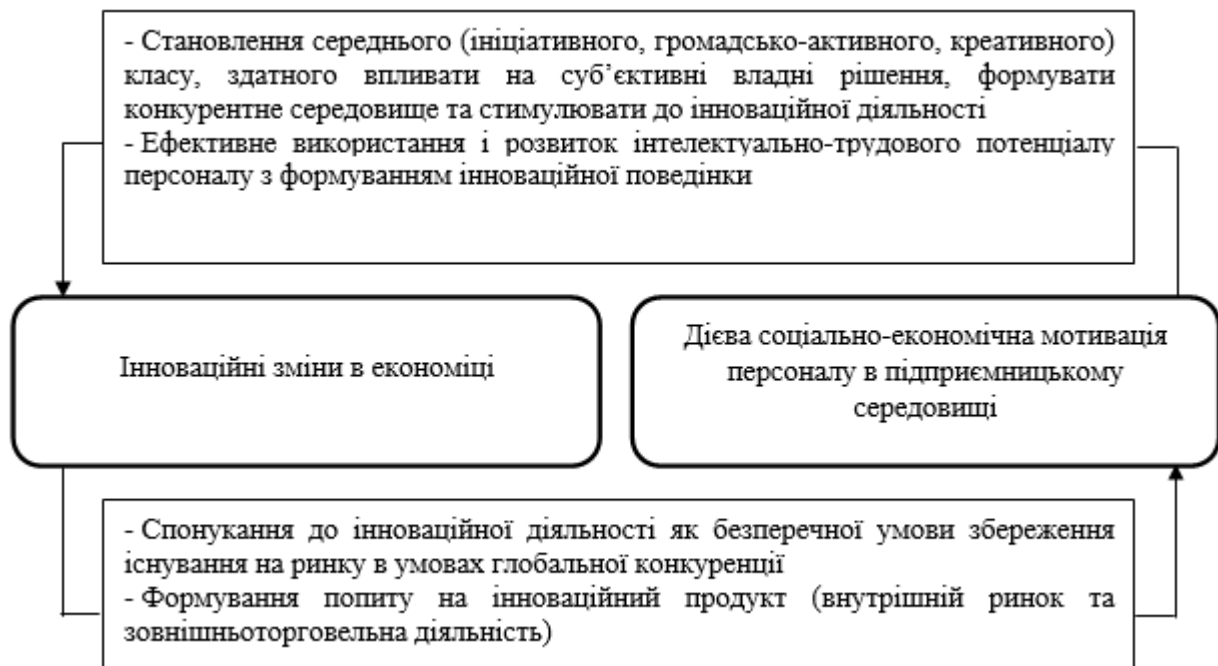 - Становлення середнього (ініціативного, громадсько-активного, креативного)
класу, здатного впливати на суб’єктивні владні рішення, формувати
конкурентне середовище та стимулювати до інноваційної діяльності
- Ефективне використання і розвиток інтелектуально-трудового потенціалу
персоналу з формуванням інноваційної поведінки
Інноваційні зміни в економіці
Дієва соціально-економічна мотивація
персоналу в підприємницькому
середовищі
- Спонукання до інноваційної діяльності як безперечної умови збереження
існування на ринку в умовах глобальної конкуренції
- Формування попиту на інноваційний продукт (внутрішній ринок та
зовнішньоторговельна діяльність)